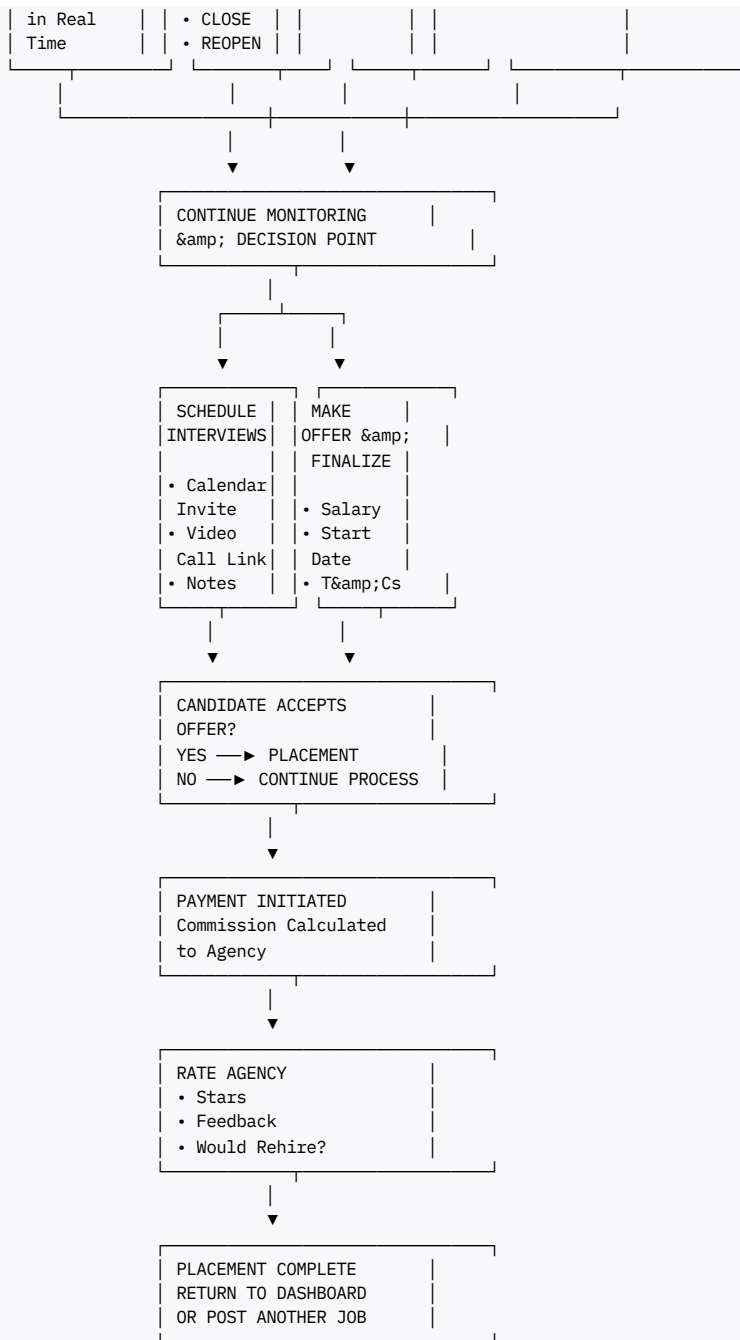 in Real • CLOSE
Time • REOPEN
CONTINUE MONITORING
&amp; DECISION POINT
SCHEDULE MAKE
INTERVIEWS OFFER &amp;
FINALIZE
• Calendar
Invite • Salary
• Video • Start
Call Link Date
• Notes • T&amp;Cs
CANDIDATE ACCEPTS
OFFER?
YES ──► PLACEMENT
NO ──► CONTINUE PROCESS
PAYMENT INITIATED
Commission Calculated
to Agency
RATE AGENCY
• Stars
• Feedback
• Would Rehire?
PLACEMENT COMPLETE
RETURN TO DASHBOARD
OR POST ANOTHER JOB